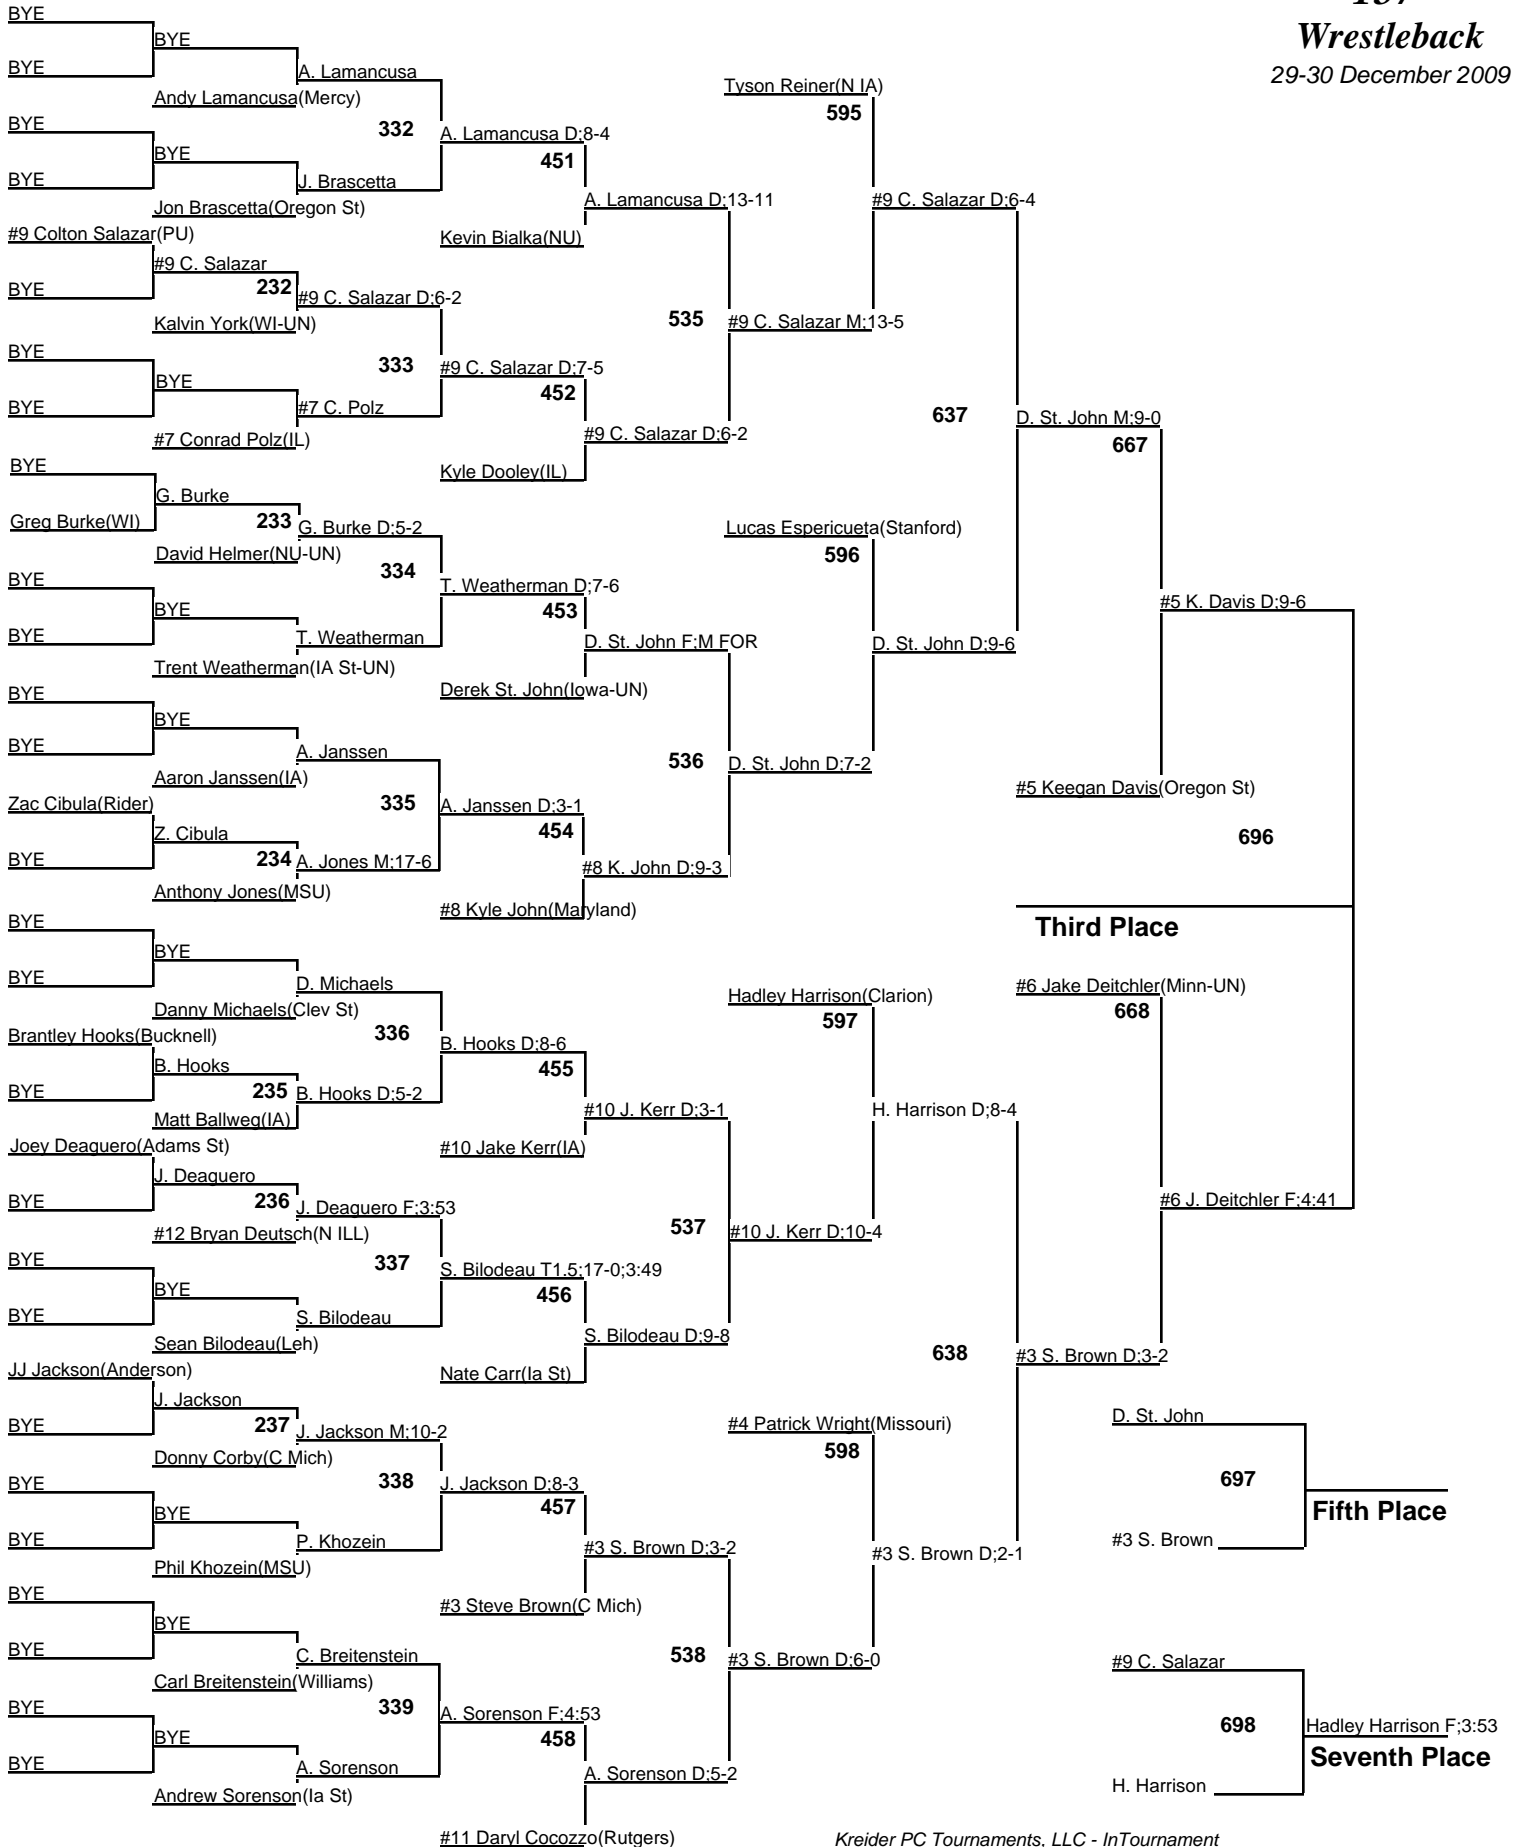 Wrestleback
29-30 December 2009
BYE
BYE
BYE
A. Lamancusa
Andy Lamancusa(Mercy)
332
BYE
BYE
BYE
J. Brascetta
Jon Brascetta(Oregon St)
A. Lamancusa D;8-4
451
A. Lamancusa D;13-11
Kevin Bialka(NU)
#9 Colton Salazar(PU)
#9 C. Salazar
BYE
232
#9 C. Salazar D;6-2
Kalvin York(WI-UN)
BYE
BYE
BYE
333
#7 C. Polz
#7 Conrad Polz(IL)
#9 C. Salazar D;7-5
452
#9 C. Salazar D;6-2
Kyle Dooley(IL)
535
#9 C. Salazar M;13-5
Tyson Reiner(N IA)
595
#9 C. Salazar D;6-4
BYE
G. Burke
Greg Burke(WI)
233
G. Burke D;5-2
David Helmer(NU-UN)
334
BYE
BYE
BYE
T. Weatherman
Trent Weatherman(IA St-UN)
T. Weatherman D;7-6
453
D. St. John F;M FOR
Derek St. John(Iowa-UN)
BYE
BYE
BYE
A. Janssen
Aaron Janssen(IA)
335
Zac Cibula(Rider)
Z. Cibula
BYE
234
A. Jones M;17-6
Anthony Jones(MSU)
A. Janssen D;3-1
454
#8 K. John D;9-3
#8 Kyle John(Maryland)
536
D. St. John D;7-2
Lucas Espericueta(Stanford)
596
D. St. John D;9-6
637
D. St. John M;9-0
667
#5 K. Davis D;9-6
#5 Keegan Davis(Oregon St)
696
Third Place
BYE
BYE
BYE
D. Michaels
Danny Michaels(Clev St)
336
Brantley Hooks(Bucknell)
B. Hooks
BYE
235
B. Hooks D;5-2
Matt Ballweg(IA)
B. Hooks D;8-6
455
#10 J. Kerr D;3-1
#10 Jake Kerr(IA)
Joey Deaguero(Adams St)
J. Deaguero
BYE
236
J. Deaguero F;3:53
#12 Bryan Deutsch(N ILL)
337
BYE
BYE
BYE
S. Bilodeau
Sean Bilodeau(Leh)
S. Bilodeau T1.5;17-0;3:49
456
S. Bilodeau D;9-8
Nate Carr(Ia St)
537
#10 J. Kerr D;10-4
Hadley Harrison(Clarion)
597
H. Harrison D;8-4
JJ Jackson(Anderson)
J. Jackson
BYE
237
J. Jackson M;10-2
Donny Corby(C Mich)
338
BYE
BYE
BYE
P. Khozein
Phil Khozein(MSU)
J. Jackson D;8-3
457
#3 S. Brown D;3-2
#3 Steve Brown(C Mich)
BYE
BYE
BYE
C. Breitenstein
Carl Breitenstein(Williams)
339
BYE
BYE
BYE
A. Sorenson
Andrew Sorenson(Ia St)
A. Sorenson F;4:53
458
A. Sorenson D;5-2
#11 Daryl Cocozzo(Rutgers)
538
#3 S. Brown D;6-0
#4 Patrick Wright(Missouri)
598
#3 S. Brown D;2-1
638
#3 S. Brown D;3-2
#6 Jake Deitchler(Minn-UN)
668
#6 J. Deitchler F;4:41
D. St. John
697
Fifth Place
#3 S. Brown
#9 C. Salazar
698
Hadley Harrison F;3:53
Seventh Place
H. Harrison
Kreider PC Tournaments, LLC - InTournament